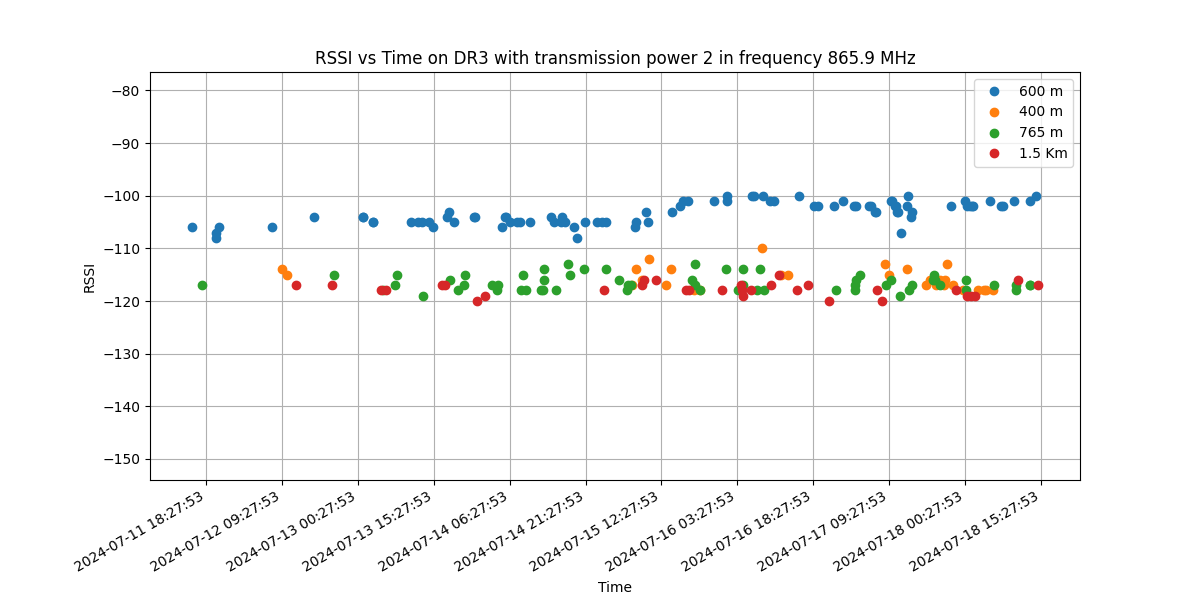 RSSI vs Time on DR3 with transmission power 2 in frequency 865.9 MHz
600 m
400 m
765 m
1.5 Km
−80
−90
−100
−110
−120
−130
−140
−150
RSSI
2024-07-11 18:27:53
2024-07-12 09:27:53
2024-07-13 00:27:53
2024-07-13 15:27:53
2024-07-14 06:27:53
2024-07-14 21:27:53
2024-07-15 12:27:53
2024-07-16 03:27:53
2024-07-16 18:27:53
2024-07-17 09:27:53
2024-07-18 00:27:53
2024-07-18 15:27:53
Time